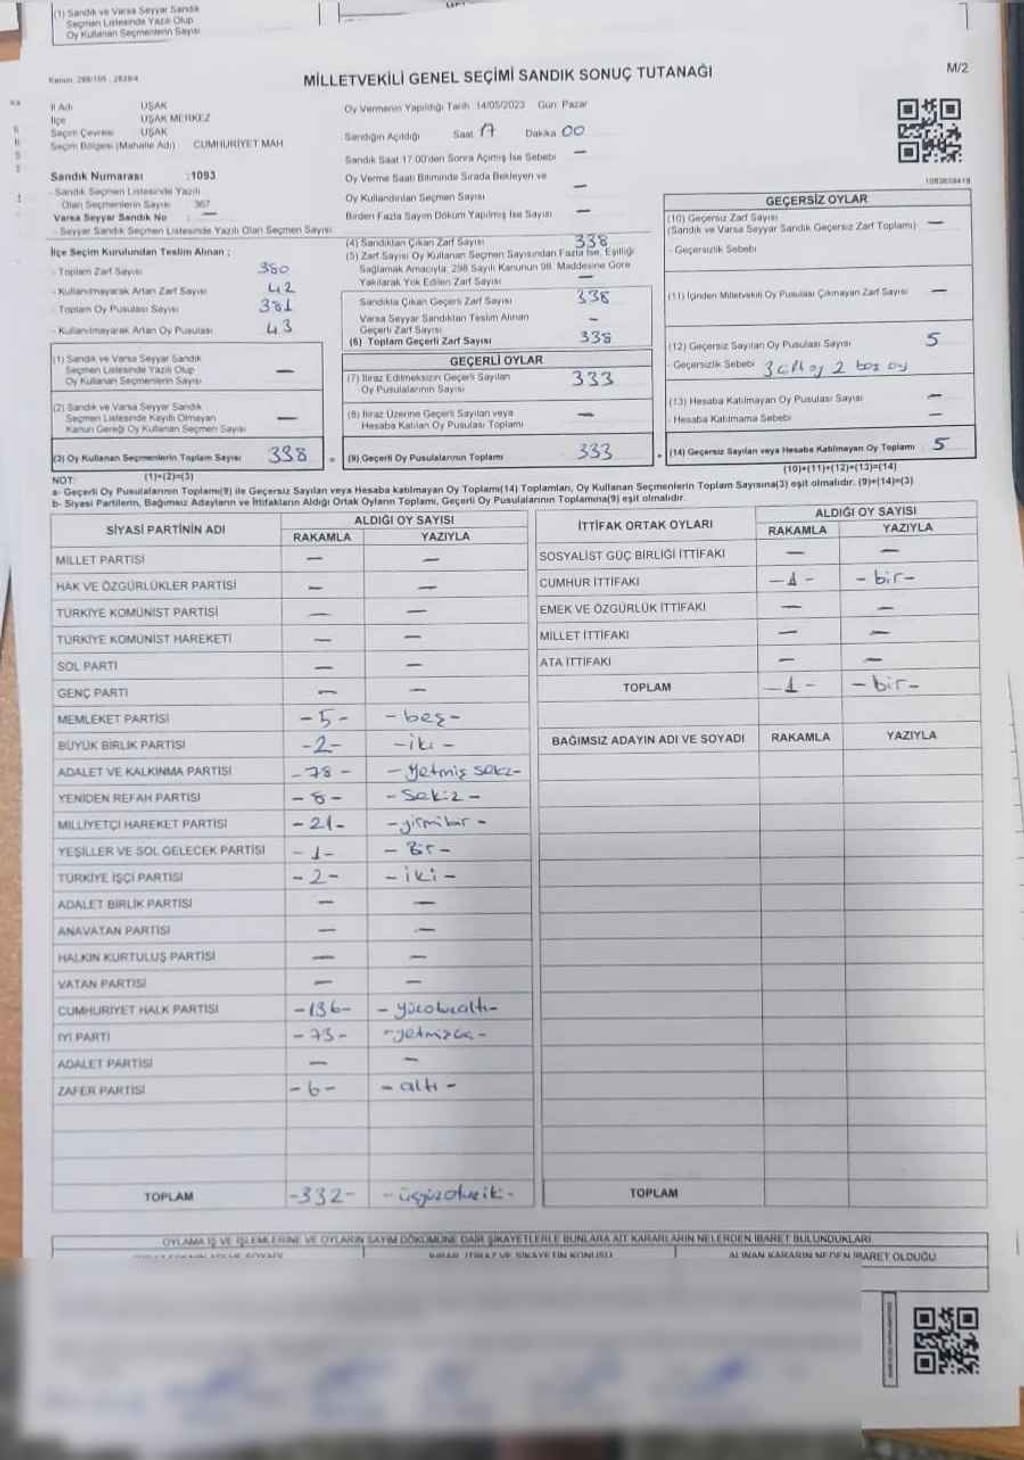 (1) Sandık ve Varsa Seyyar Sandık
Seçmen Listesinde Yazılı Olup
Oy Kullanan Seçmenlerin Sayısı
MİLLETVEKİLİ GENEL SEÇİMİ SANDIK SONUÇ TUTANAĞI
M/2
İl Adı UŞAK
İlçe UŞAK MERKEZ
Seçim Çevresi UŞAK
Seçim Bölgesi (Mahalle Adı) CUMHURİYET MAH
Sandık Numarası :1093
- Sandık Seçmen Listesinde Yazılı
Olan Seçmenlerin Sayısı 367
Varsa Seyyar Sandık No : —
- Seyyar Sandık Seçmen Listesinde Yazılı Olan Seçmen Sayısı
İlçe Seçim Kurulundan Teslim Alınan ;
- Toplam Zarf Sayısı 380
- Kullanılmayarak Artan Zarf Sayısı 42
- Toplam Oy Pusulası Sayısı 381
- Kullanılmayarak Artan Oy Pusulası 43
(1) Sandık ve Varsa Seyyar Sandık
Seçmen Listesinde Yazılı Olup
Oy Kullanan Seçmenlerin Sayısı —
(2) Sandık ve Varsa Seyyar Sandık
Seçmen Listesinde Kayıtlı Olmayan
Kanun Gereği Oy Kullanan Seçmen Sayısı —
(3) Oy Kullanan Seçmenlerin Toplam Sayısı 338
(1)+(2)=(3)
Oy Vermenin Yapıldığı Tarih 14/05/2023 Gün: Pazar
Sandığın Açıldığı Saat 17 Dakika 00
Sandık Saat 17:00'den Sonra Açılmış İse Sebebi —
Oy Verme Saati Bitiminde Sırada Bekleyen ve
Oy Kullandırılan Seçmen Sayısı —
Birden Fazla Sayım Döküm Yapılmış İse Sayısı —
(4) Sandıktan Çıkan Zarf Sayısı 338
(5) Zarf Sayısı Oy Kullanan Seçmen Sayısından Fazla İse, Eşitliği
Sağlamak Amacıyla; 298 Sayılı Kanunun 98. Maddesine Göre
Yakılarak Yok Edilen Zarf Sayısı —
Sandıkta Çıkan Geçerli Zarf Sayısı 338
Varsa Seyyar Sandıktan Teslim Alınan
Geçerli Zarf Sayısı –
(6) Toplam Geçerli Zarf Sayısı 338
GEÇERLİ OYLAR
(7) İtiraz Edilmeksizin Geçerli Sayılan
Oy Pusulalarının Sayısı 333
(8) İtiraz Üzerine Geçerli Sayılan veya
Hesaba Katılan Oy Pusulası Toplamı —
(9) Geçerli Oy Pusulalarının Toplamı 333
GEÇERSİZ OYLAR
(10) Geçersiz Zarf Sayısı
(Sandık ve Varsa Seyyar Sandık Geçersiz Zarf Toplamı) —
- Geçersizlik Sebebi
(11) İçinden Milletvekili Oy Pusulası Çıkmayan Zarf Sayısı —
(12) Geçersiz Sayılan Oy Pusulası Sayısı 5
- Geçersizlik Sebebi 3 çift oy 2 boş oy
(13) Hesaba Katılmayan Oy Pusulası Sayısı —
- Hesaba Katılmama Sebebi —
(14) Geçersiz Sayılan veya Hesaba Katılmayan Oy Toplamı 5
(10)+(11)+(12)+(13)=(14)
NOT:
a- Geçerli Oy Pusulalarının Toplamı(9) ile Geçersiz Sayılan veya Hesaba katılmayan Oy Toplamı(14) Toplamları, Oy Kullanan Seçmenlerin Toplam Sayısına(3) eşit olmalıdır. (9)+(14)=(3)
b- Siyasi Partilerin, Bağımsız Adayların ve İttifakların Aldığı Ortak Oyların Toplamı, Geçerli Oy Pusulalarının Toplamına(9) eşit olmalıdır.
SİYASİ PARTİNİN ADI ALDIĞI OY SAYISI
RAKAMLA YAZIYLA
MİLLET PARTİSİ — —
HAK VE ÖZGÜRLÜKLER PARTİSİ — —
TÜRKİYE KOMÜNİST PARTİSİ — —
TÜRKİYE KOMÜNİST HAREKETİ — —
SOL PARTİ — —
GENÇ PARTİ — —
MEMLEKET PARTİSİ -5- -beş-
BÜYÜK BİRLİK PARTİSİ -2- -iki-
ADALET VE KALKINMA PARTİSİ -78- -yetmiş sekiz-
YENİDEN REFAH PARTİSİ -8- -Sekiz-
MİLLİYETÇİ HAREKET PARTİSİ -21- -yirmibir-
YEŞİLLER VE SOL GELECEK PARTİSİ -1- -Bir-
TÜRKİYE İŞÇİ PARTİSİ -2- -iki-
ADALET BİRLİK PARTİSİ — —
ANAVATAN PARTİSİ — —
HALKIN KURTULUŞ PARTİSİ — —
VATAN PARTİSİ — —
CUMHURİYET HALK PARTİSİ -136- -yüzotuzaltı-
İYİ PARTİ -73- -yetmişüç-
ADALET PARTİSİ — —
ZAFER PARTİSİ -6- -altı-
TOPLAM -332- -üçyüzotuziki-
İTTİFAK ORTAK OYLARI ALDIĞI OY SAYISI
RAKAMLA YAZIYLA
SOSYALİST GÜÇ BİRLİĞİ İTTİFAKI — —
CUMHUR İTTİFAKI -1- -bir-
EMEK VE ÖZGÜRLÜK İTTİFAKI — —
MİLLET İTTİFAKI — —
ATA İTTİFAKI — —
TOPLAM -1- -bir-
BAĞIMSIZ ADAYIN ADI VE SOYADI RAKAMLA YAZIYLA
TOPLAM
OYLAMA İŞ VE İŞLEMLERİNE VE OYLARIN SAYIM DÖKÜMÜNE DAİR ŞİKAYETLERLE BUNLARA AİT KARARLARIN NELERDEN İBARET BULUNDUKLARI
İTİRAZ VE ŞİKAYETİN KONUSU ALINAN KARARIN NEDEN İBARET OLDUĞU